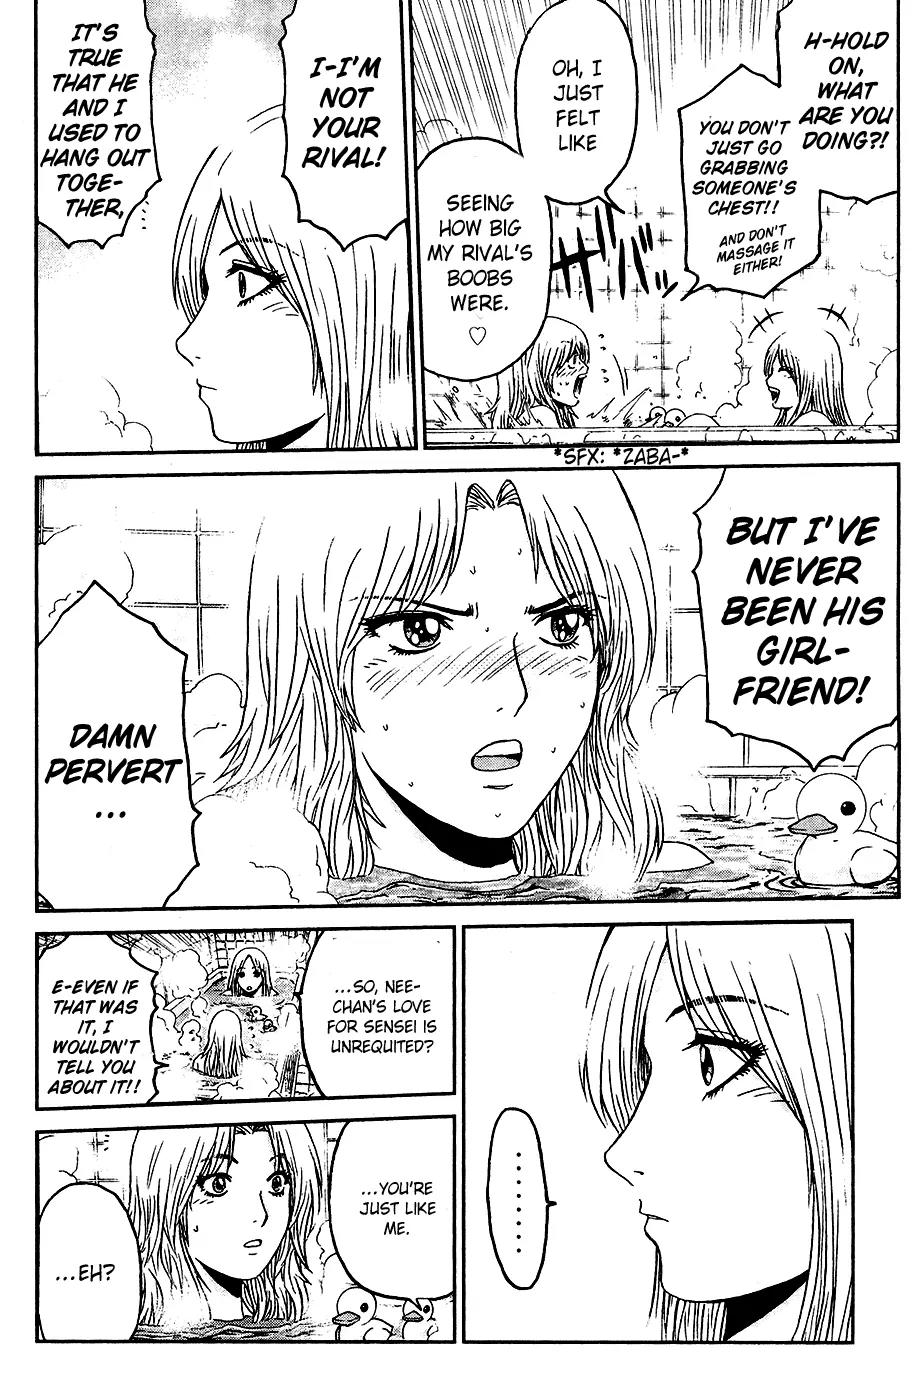 H-HOLD
ON,
WHAT
ARE YOU
DOING?!
YOU DON'T
JUST GO
GRABBING
SOMEONE'S
CHEST!!
AND DON'T
MASSAGE IT
EITHER!
OH, I
JUST
FELT
LIKE
SEEING
HOW BIG
MY RIVAL'S
BOOBS
WERE.
ザバッ
*SFX: *ZABA-*
I-I'M
NOT
YOUR
RIVAL!
IT'S
TRUE
THAT HE
AND I
USED TO
HANG OUT
TOGE-
THER,
...
BUT I'VE
NEVER
BEEN HIS
GIRL-
FRIEND!
DAMN
PERVERT
...
.........
...SO, NEE-
CHAN'S LOVE
FOR SENSEI IS
UNREQUITED?
E-EVEN IF
THAT WAS
IT, I
WOULDN'T
TELL YOU
ABOUT IT!!
...YOU'RE
JUST LIKE
ME.
...EH?